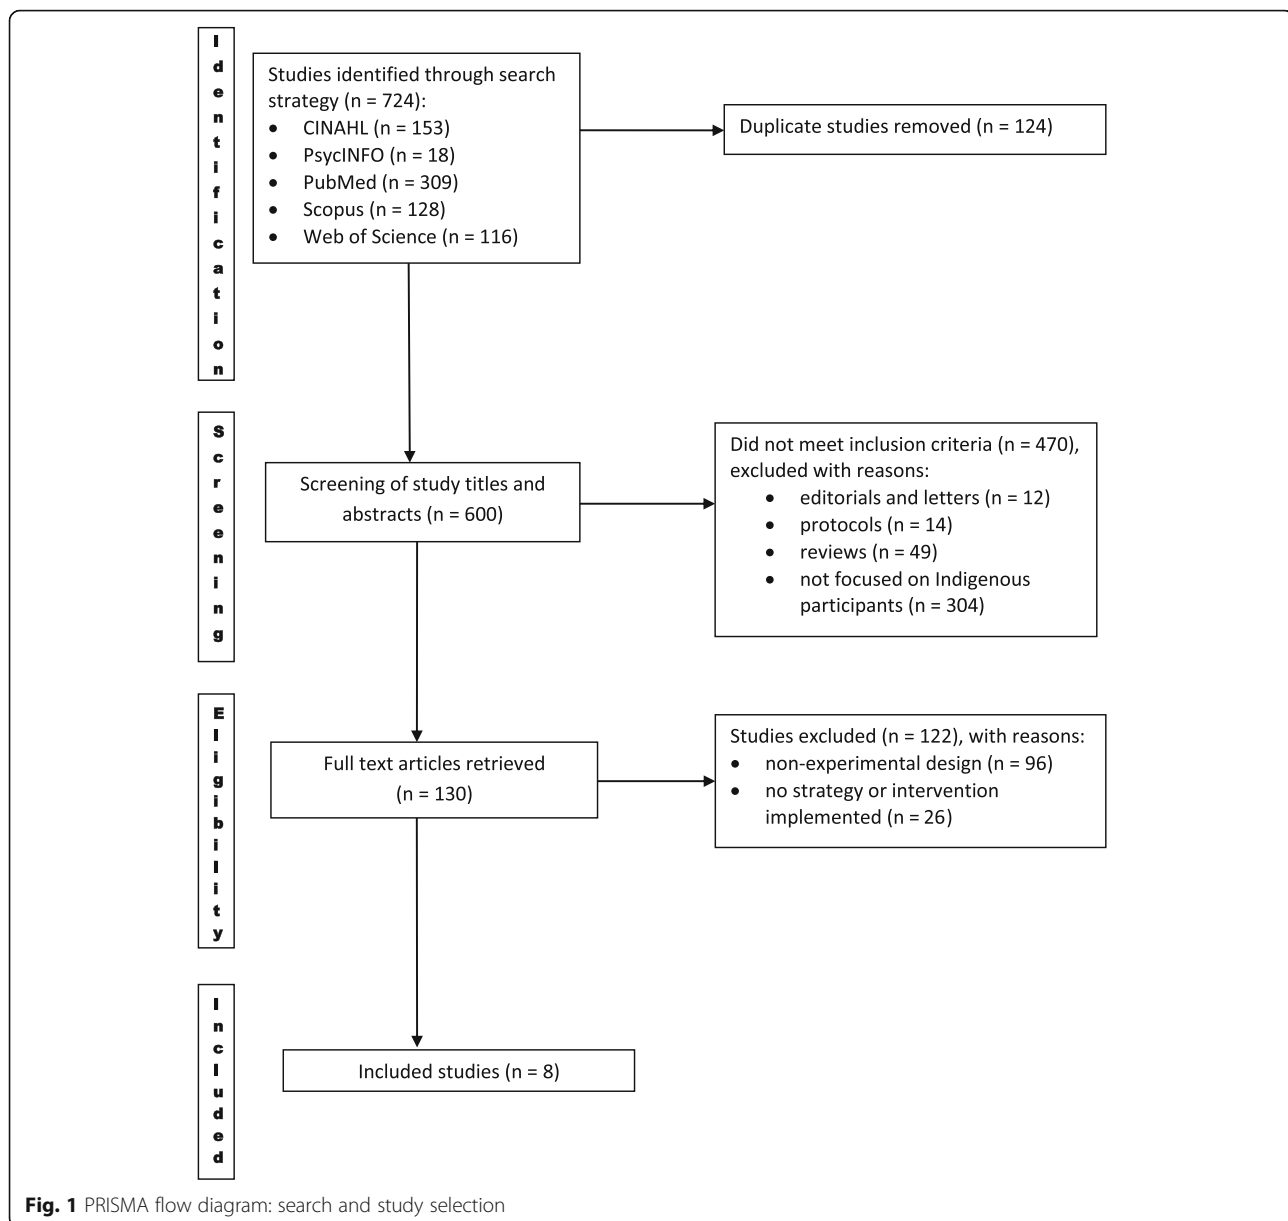 Identification
Studies identified through search
strategy (n = 724):
• CINAHL (n = 153)
• PsycINFO (n = 18)
• PubMed (n = 309)
• Scopus (n = 128)
• Web of Science (n = 116)
Duplicate studies removed (n = 124)
Screening
Screening of study titles and
abstracts (n = 600)
Did not meet inclusion criteria (n = 470),
excluded with reasons:
• editorials and letters (n = 12)
• protocols (n = 14)
• reviews (n = 49)
• not focused on Indigenous
participants (n = 304)
Eligibility
Full text articles retrieved
(n = 130)
Studies excluded (n = 122), with reasons:
• non-experimental design (n = 96)
• no strategy or intervention
implemented (n = 26)
Included
Included studies (n = 8)
Fig. 1 PRISMA flow diagram: search and study selection